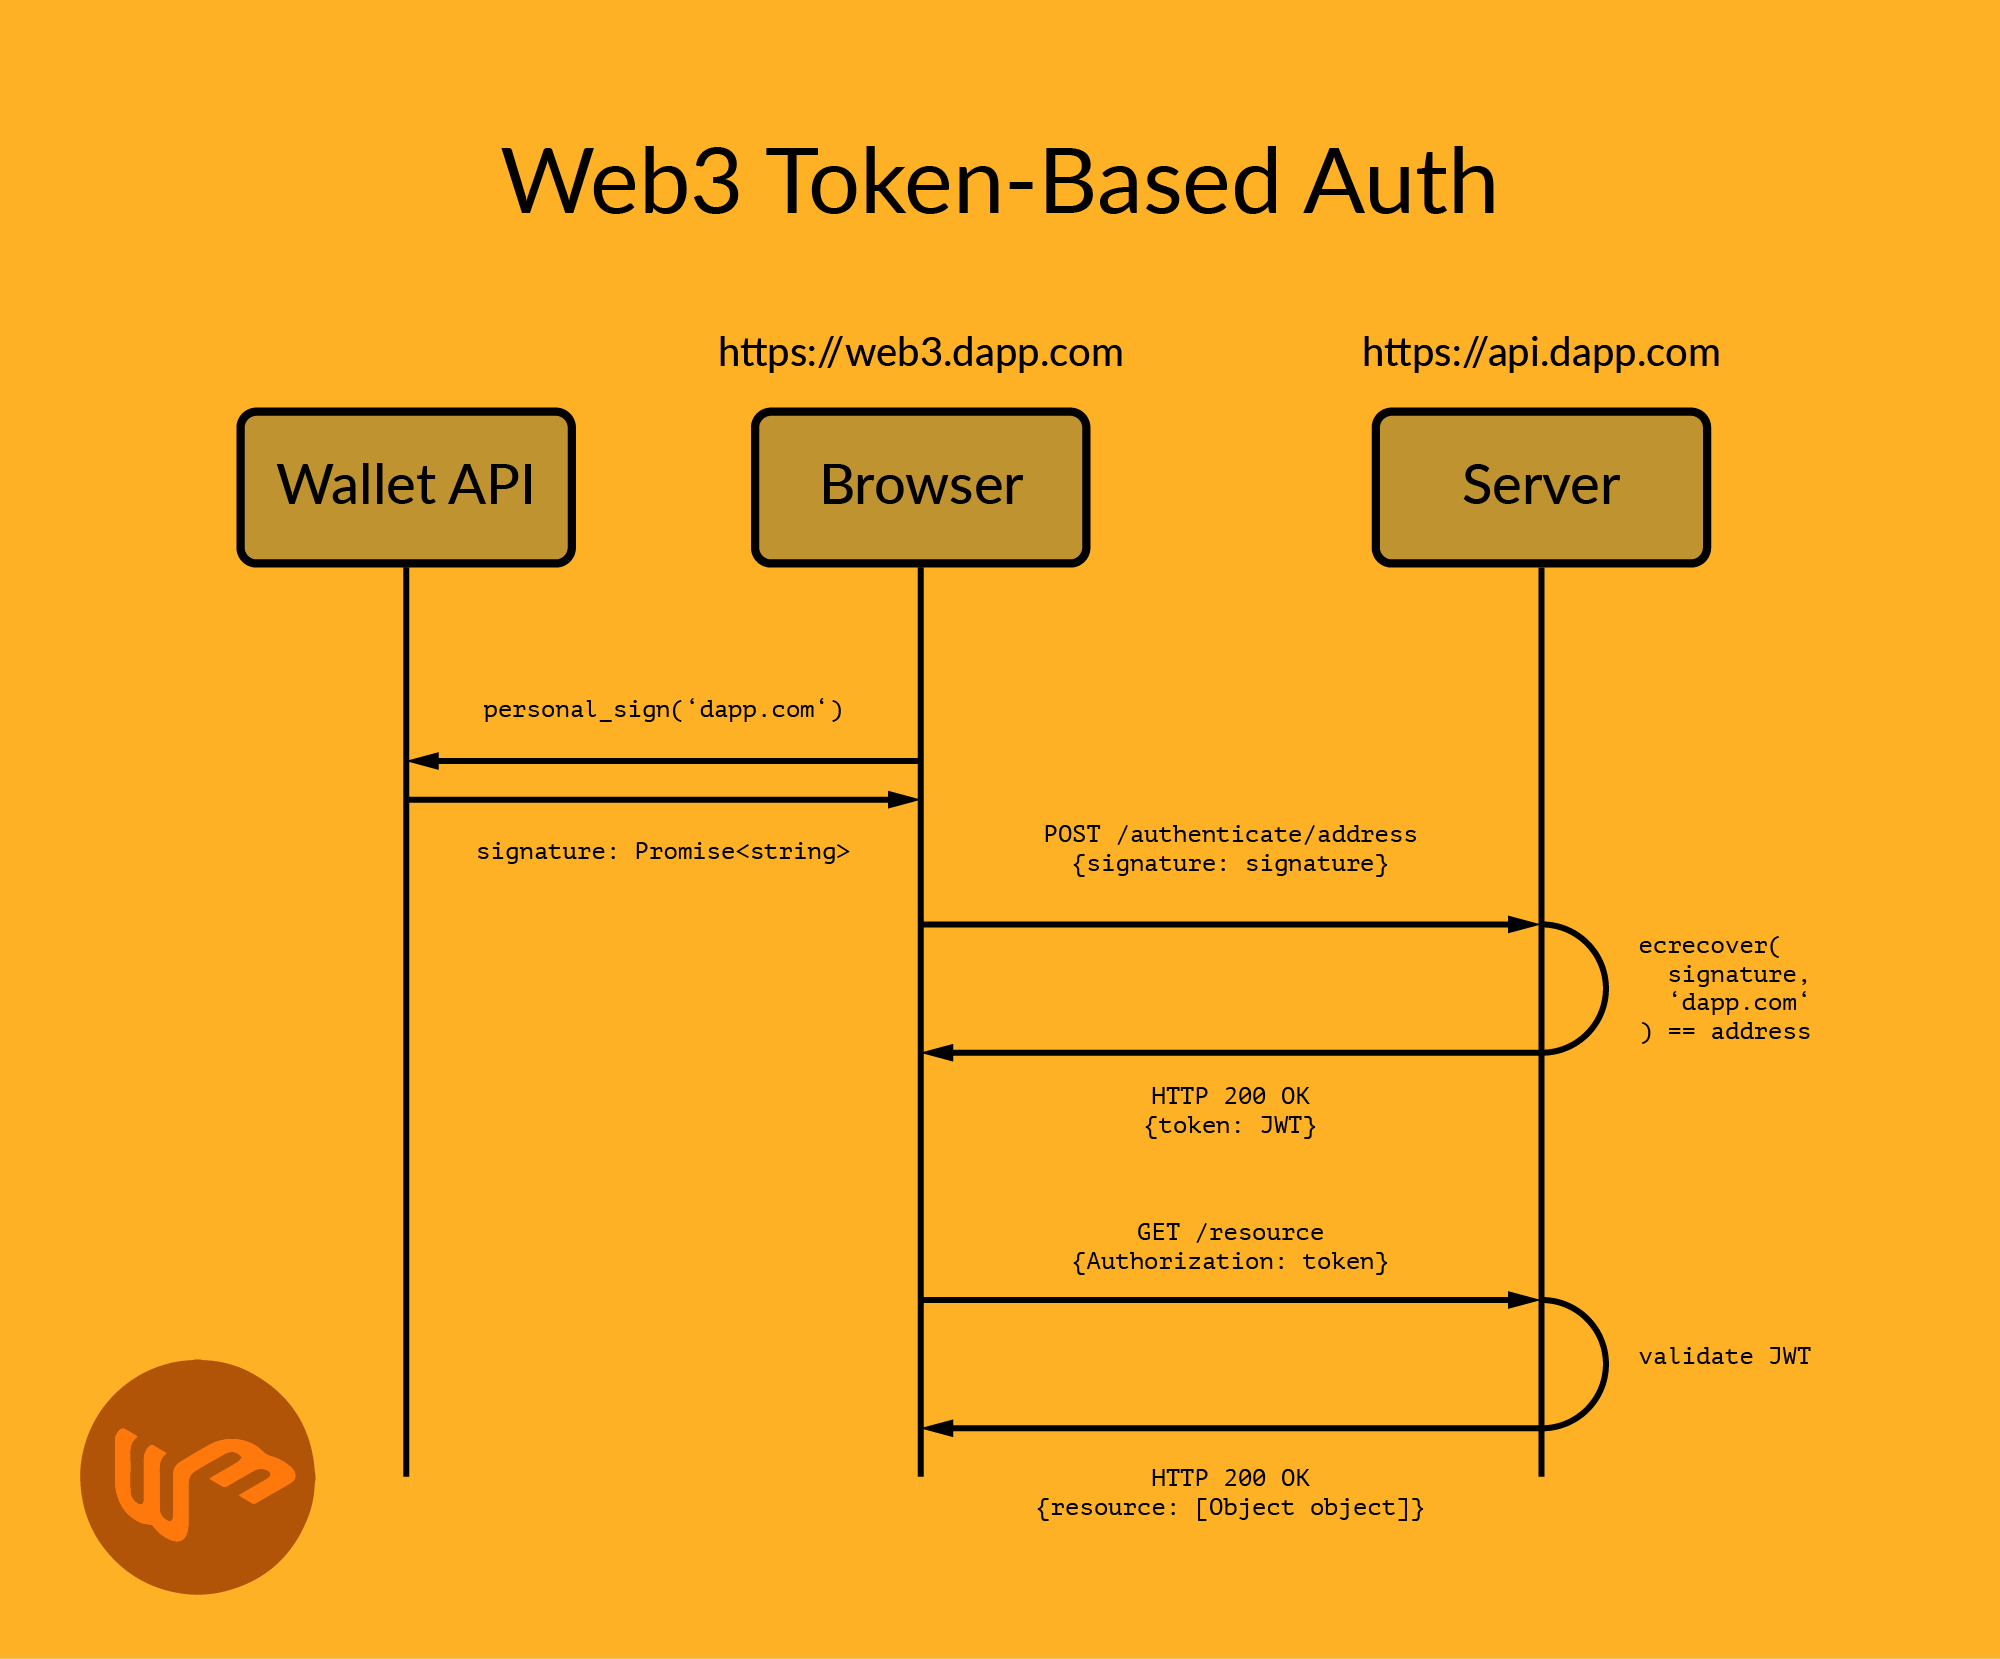 Web3 Token-Based Auth
https://web3.dapp.com
https://api.dapp.com
Wallet API
Browser
Server
personal_sign(‘dapp.com‘)
signature: Promise<string>
POST /authenticate/address
{signature: signature}
ecrecover(
signature,
‘dapp.com‘
) == address
HTTP 200 OK
{token: JWT}
GET /resource
{Authorization: token}
validate JWT
HTTP 200 OK
{resource: [Object object]}